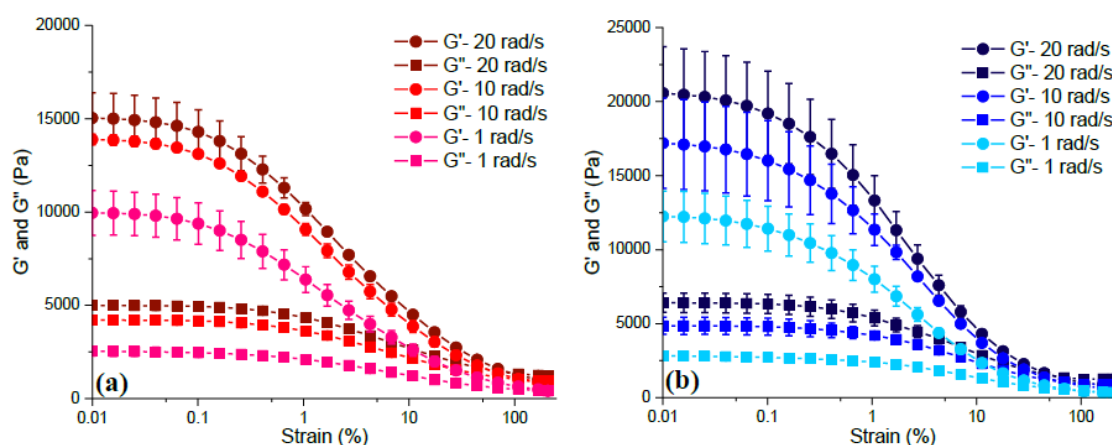 20000
15000
10000
5000
0
G' and G'' (Pa)
G'- 20 rad/s
G''- 20 rad/s
G'- 10 rad/s
G''- 10 rad/s
G'- 1 rad/s
G''- 1 rad/s
(a)
0.01
0.1
1
10
100
Strain (%)
25000
20000
15000
10000
5000
0
G' and G'' (Pa)
G'- 20 rad/s
G''- 20 rad/s
G'- 10 rad/s
G''- 10 rad/s
G'- 1 rad/s
G''- 1 rad/s
(b)
0.01
0.1
1
10
100
Strain (%)